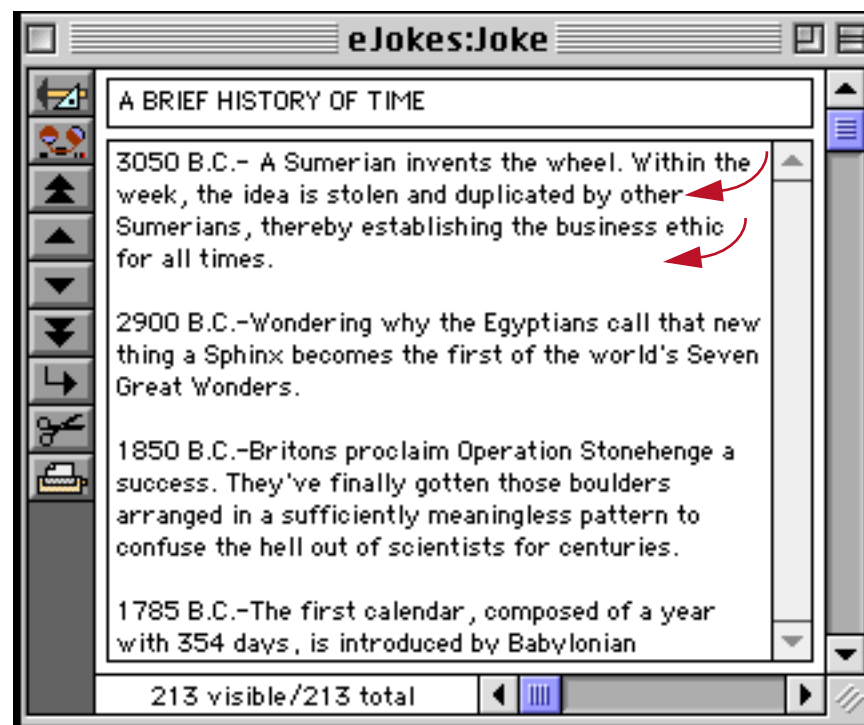 eJokes:Joke
A BRIEF HISTORY OF TIME
3050 B.C.- A Sumerian invents the wheel. Within the
week, the idea is stolen and duplicated by other
Sumerians, thereby establishing the business ethic
for all times.
2900 B.C.-Wondering why the Egyptians call that new
thing a Sphinx becomes the first of the world's Seven
Great Wonders.
1850 B.C.-Britons proclaim Operation Stonehenge a
success. They've finally gotten those boulders
arranged in a sufficiently meaningless pattern to
confuse the hell out of scientists for centuries.
1785 B.C.-The first calendar, composed of a year
with 354 days, is introduced by Babylonian
213 visible/213 total